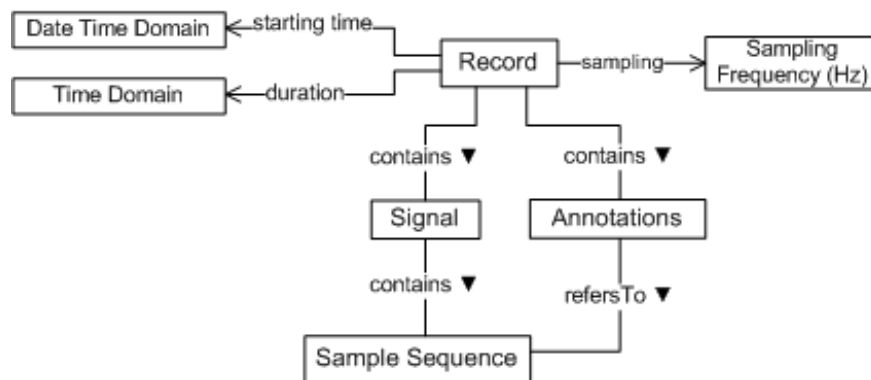 Date Time Domain
starting time
Record
sampling
Sampling
Frequency (Hz)
Time Domain
duration
contains ▼
contains ▼
Signal
Annotations
contains ▼
refersTo ▼
Sample Sequence